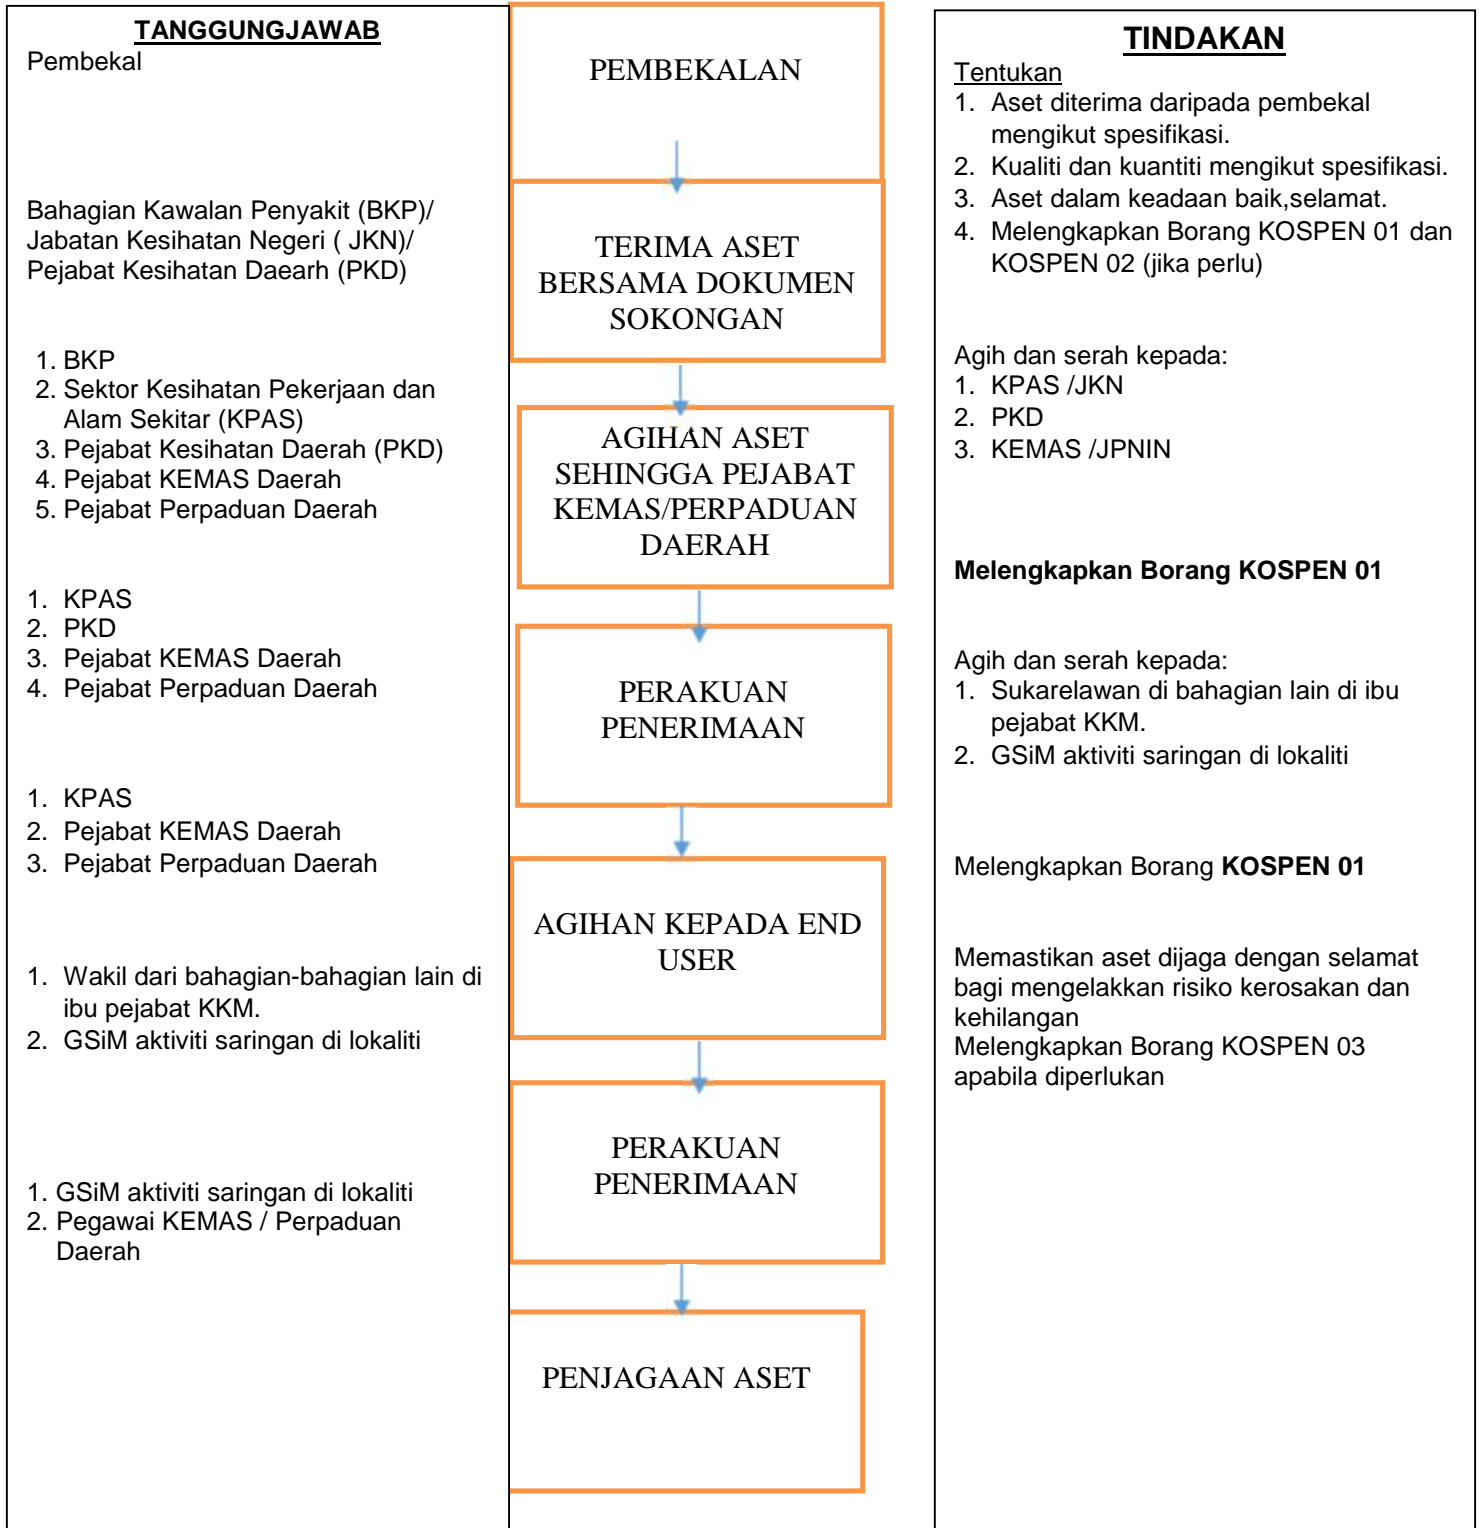 TANGGUNGJAWAB
Pembekal
Bahagian Kawalan Penyakit (BKP)/
Jabatan Kesihatan Negeri ( JKN)/
Pejabat Kesihatan Daearh (PKD)
1. BKP
2. Sektor Kesihatan Pekerjaan dan
Alam Sekitar (KPAS)
3. Pejabat Kesihatan Daerah (PKD)
4. Pejabat KEMAS Daerah
5. Pejabat Perpaduan Daerah
1. KPAS
2. PKD
3. Pejabat KEMAS Daerah
4. Pejabat Perpaduan Daerah
1. KPAS
2. Pejabat KEMAS Daerah
3. Pejabat Perpaduan Daerah
1. Wakil dari bahagian-bahagian lain di
ibu pejabat KKM.
2. GSiM aktiviti saringan di lokaliti
1. GSiM aktiviti saringan di lokaliti
2. Pegawai KEMAS / Perpaduan
Daerah
PEMBEKALAN
TERIMA ASET
BERSAMA DOKUMEN
SOKONGAN
AGIHAN ASET
SEHINGGA PEJABAT
KEMAS/PERPADUAN
DAERAH
PERAKUAN
PENERIMAAN
AGIHAN KEPADA END
USER
PERAKUAN
PENERIMAAN
PENJAGAAN ASET
TINDAKAN
Tentukan
1. Aset diterima daripada pembekal
mengikut spesifikasi.
2. Kualiti dan kuantiti mengikut spesifikasi.
3. Aset dalam keadaan baik,selamat.
4. Melengkapkan Borang KOSPEN 01 dan
KOSPEN 02 (jika perlu)
Agih dan serah kepada:
1. KPAS /JKN
2. PKD
3. KEMAS /JPNIN
Melengkapkan Borang KOSPEN 01
Agih dan serah kepada:
1. Sukarelawan di bahagian lain di ibu
pejabat KKM.
2. GSiM aktiviti saringan di lokaliti
Melengkapkan Borang KOSPEN 01
Memastikan aset dijaga dengan selamat
bagi mengelakkan risiko kerosakan dan
kehilangan
Melengkapkan Borang KOSPEN 03
apabila diperlukan